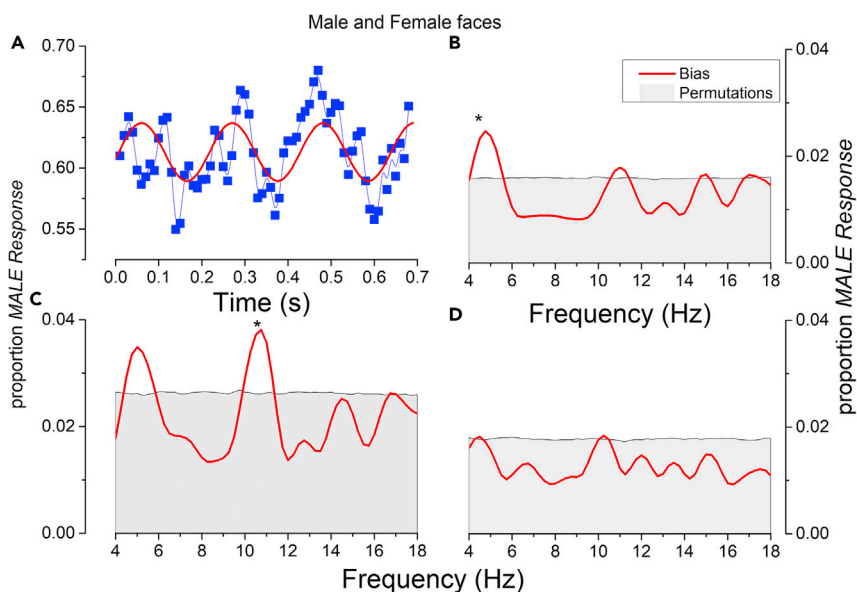 Male and Female faces
A
0.70
0.65
0.60
0.55
0.0 0.1 0.2 0.3 0.4 0.5 0.6 0.7
Time (s)
B
Bias
Permutations
*
0.04
0.02
0.00
4 6 8 10 12 14 16 18
Frequency (Hz)
proportion MALE Response
C
0.04
0.02
0.00
*
4 6 8 10 12 14 16 18
Frequency (Hz)
proportion MALE Response
D
0.04
0.02
0.00
4 6 8 10 12 14 16 18